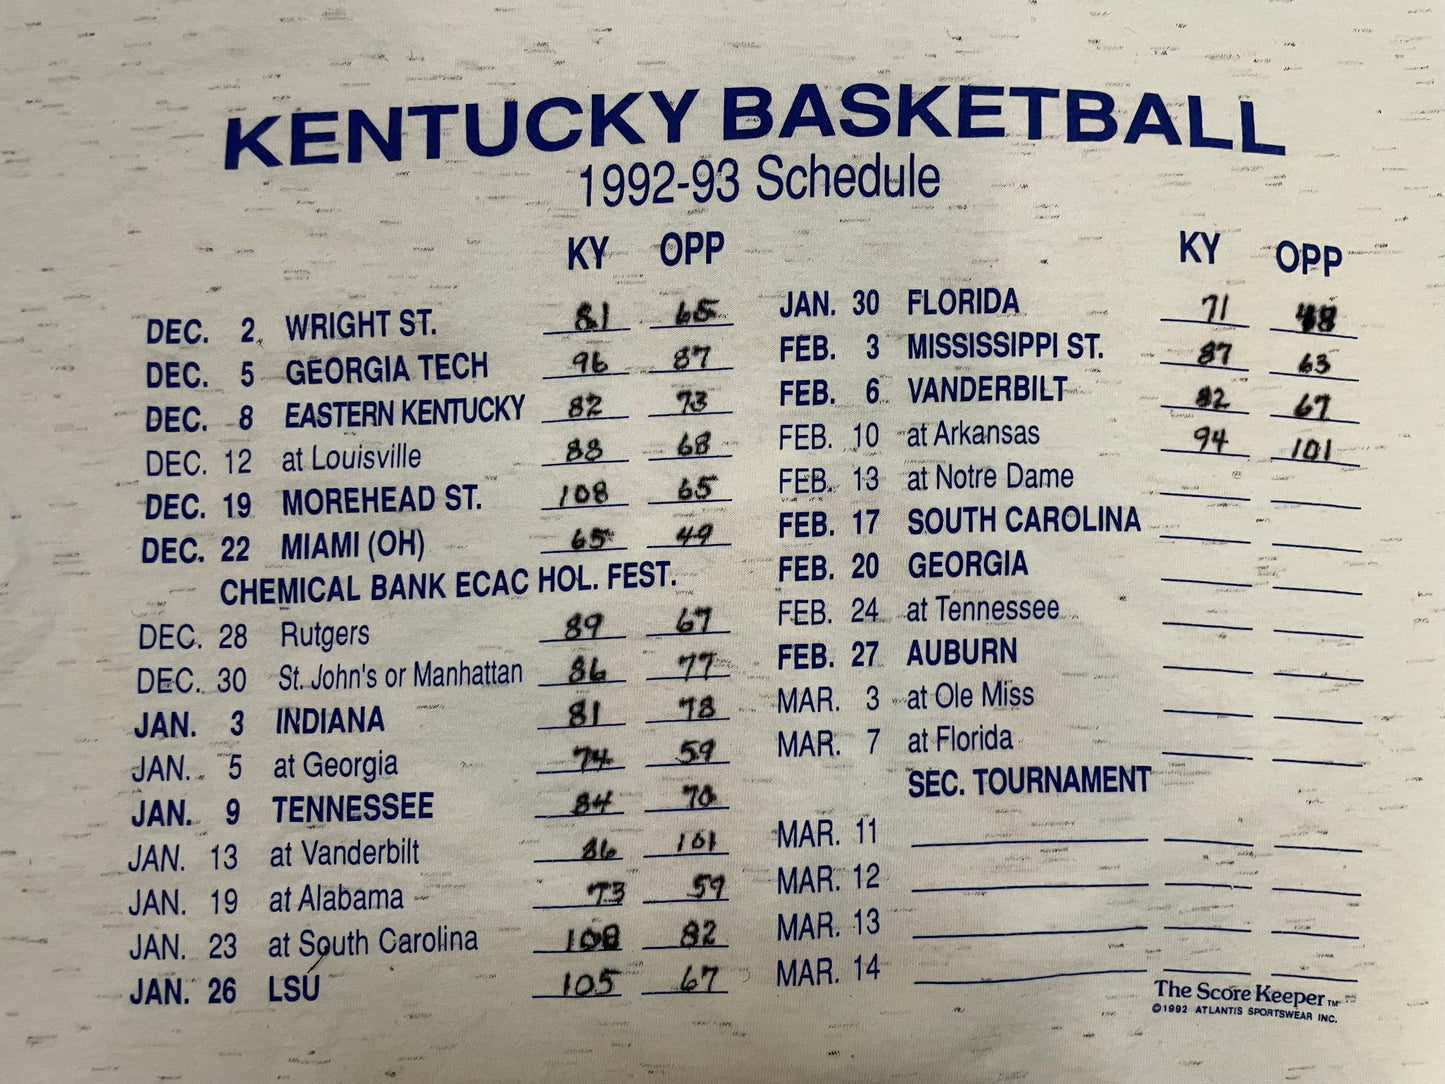 KENTUCKY BASKETBALL
1992-93 Schedule
KY OPP
DEC. 2 WRIGHT ST. 81 65
DEC. 5 GEORGIA TECH 96 87
DEC. 8 EASTERN KENTUCKY 82 73
DEC. 12 at Louisville 88 68
DEC. 19 MOREHEAD ST. 108 65
DEC. 22 MIAMI (OH) 65 49
CHEMICAL BANK ECAC HOL. FEST.
DEC. 28 Rutgers 89 67
DEC. 30 St. John's or Manhattan 86 77
JAN. 3 INDIANA 81 78
JAN. 5 at Georgia 74 59
JAN. 9 TENNESSEE 84 70
JAN. 13 at Vanderbilt 86 101
JAN. 19 at Alabama 73 59
JAN. 23 at South Carolina 108 82
JAN. 26 LSU 105 67
KY OPP
JAN. 30 FLORIDA 71 48
FEB. 3 MISSISSIPPI ST. 87 63
FEB. 6 VANDERBILT 82 67
FEB. 10 at Arkansas 94 101
FEB. 13 at Notre Dame
FEB. 17 SOUTH CAROLINA
FEB. 20 GEORGIA
FEB. 24 at Tennessee
FEB. 27 AUBURN
MAR. 3 at Ole Miss
MAR. 7 at Florida
SEC. TOURNAMENT
MAR. 11
MAR. 12
MAR. 13
MAR. 14
The Score Keeper™
©1992 ATLANTIS SPORTSWEAR INC.